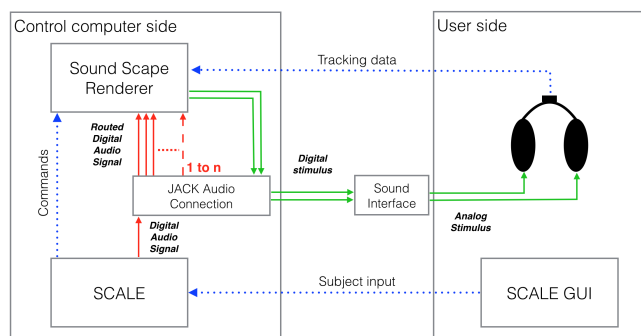 Control computer side
User side
Sound Scape
Renderer
Tracking data
Routed
Digital
Audio
Signal
1 to n
Commands
JACK Audio
Connection
Digital
stimulus
Sound
Interface
Analog
Stimulus
Digital
Audio
Signal
SCALE
Subject input
SCALE GUI